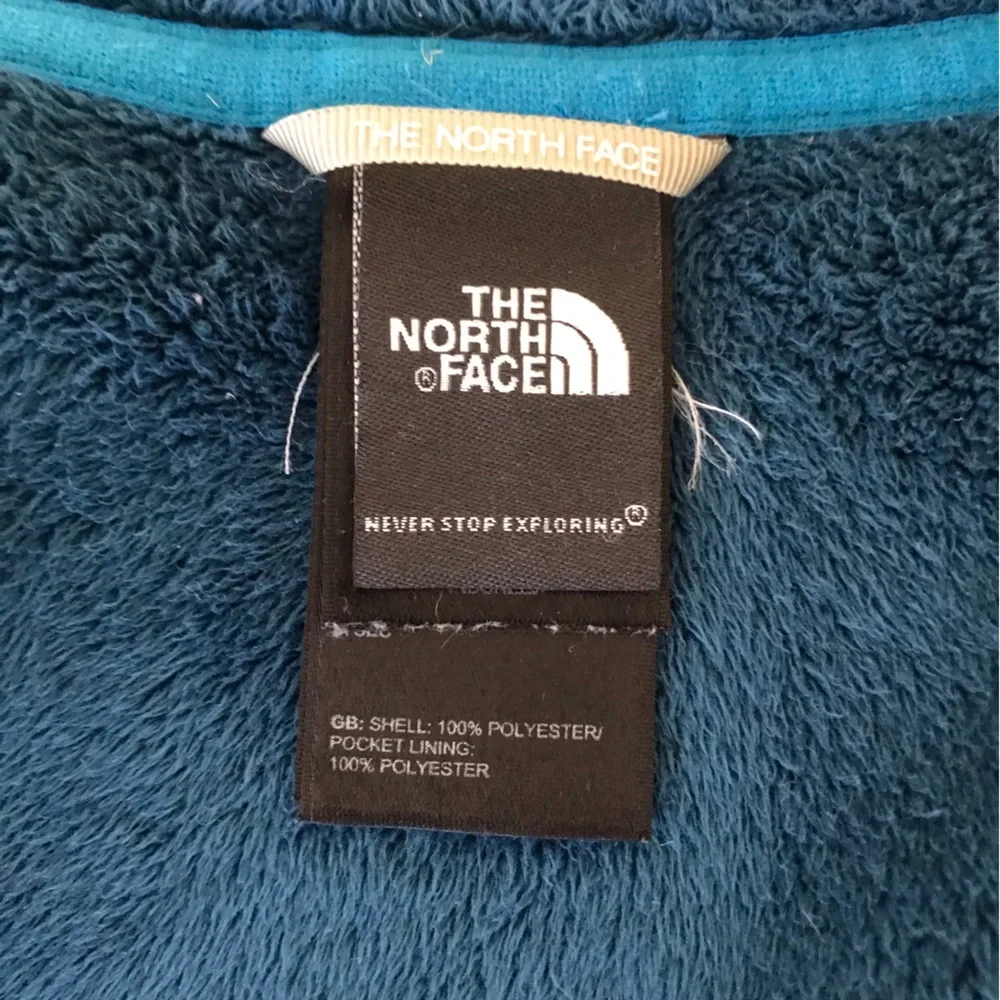 THE NORTH FACE
THE
NORTH
®FACE
NEVER STOP EXPLORING®
GB: SHELL: 100% POLYESTER/
POCKET LINING:
100% POLYESTER